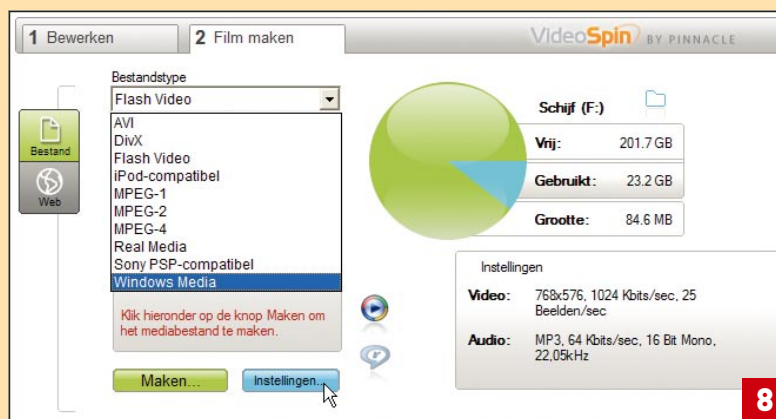 1 Bewerken
2 Film maken
VideoSpin BY PINNACLE
Bestandstype
Flash Video
AVI
DivX
Flash Video
iPod-compatibel
MPEG-1
MPEG-2
MPEG-4
Real Media
Sony PSP-compatibel
Windows Media
Klik hieronder op de knop Maken om
het mediabestand te maken.
Maken...
Instellingen...
Bestand
Web
Schijf (F:)
Vrij: 201.7 GB
Gebruikt: 23.2 GB
Grootte: 84.6 MB
Instellingen
Video: 768x576, 1024 Kbits/sec, 25
Beelden/sec
Audio: MP3, 64 Kbits/sec, 16 Bit Mono,
22,05kHz
8